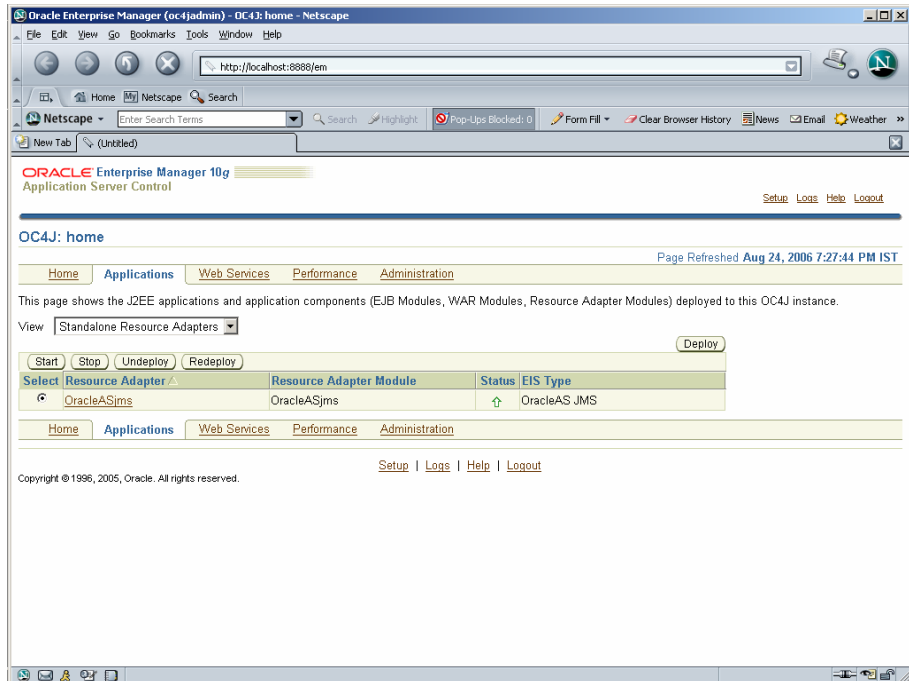 Oracle Enterprise Manager (oc4jadmin) - OC4J: home - Netscape
File Edit View Go Bookmarks Tools Window Help
http://localhost:8888/em
Home My Netscape Search
Netscape Enter Search Terms Search Highlight Pop-Ups Blocked: 0 Form Fill Clear Browser History News Email Weather »
New Tab (Untitled)
ORACLE Enterprise Manager 10g
Application Server Control
Setup Logs Help Logout
OC4J: home
Page Refreshed Aug 24, 2006 7:27:44 PM IST
Home Applications Web Services Performance Administration
This page shows the J2EE applications and application components (EJB Modules, WAR Modules, Resource Adapter Modules) deployed to this OC4J instance.
View Standalone Resource Adapters
Deploy
Start Stop Undeploy Redeploy
Select Resource Adapter Resource Adapter Module Status EIS Type
OracleASjms OracleASjms OracleAS JMS
Home Applications Web Services Performance Administration
Setup | Logs | Help | Logout
Copyright © 1996, 2005, Oracle. All rights reserved.